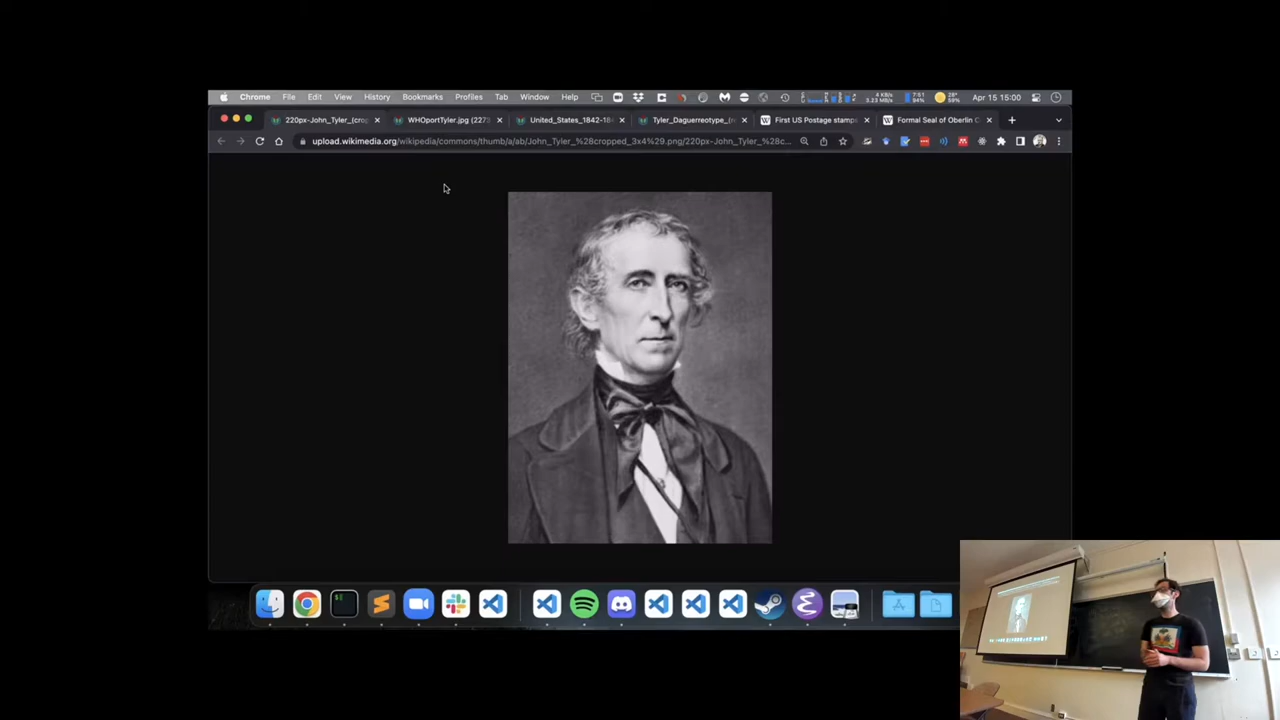 Chrome File Edit View History Bookmarks Profiles Tab Window Help Apr 15 15:00
220px-John_Tyler_(crop WHOportTyler.jpg (227 United_States_1842-18 Tyler_Daguerreotype_( First US Postage stamp Formal Seal of Oberlin C
upload.wikimedia.org/wikipedia/commons/thumb/a/ab/John_Tyler_%28cropped_3x4%29.png/220px-John_Tyler_%28c...